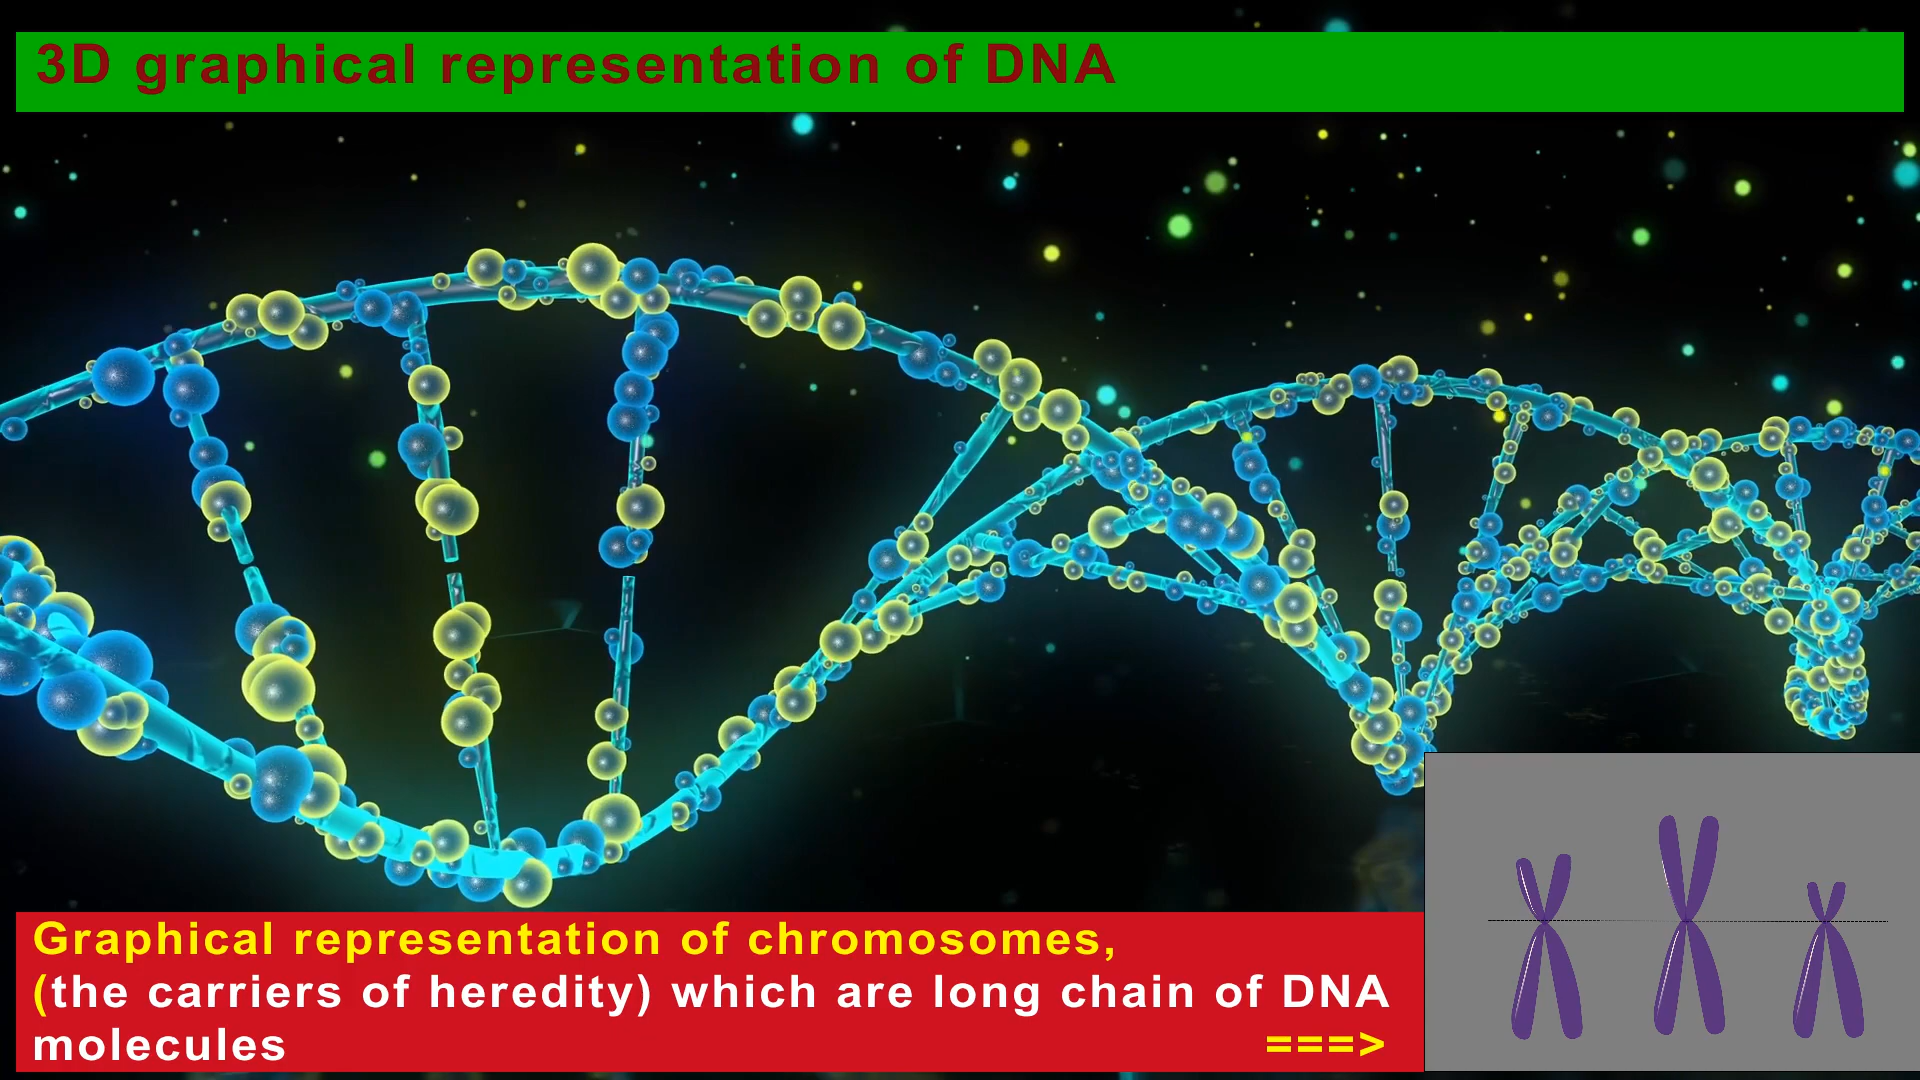 3D graphical representation of DNA
Graphical representation of chromosomes,
(the carriers of heredity) which are long chain of DNA
molecules ===>